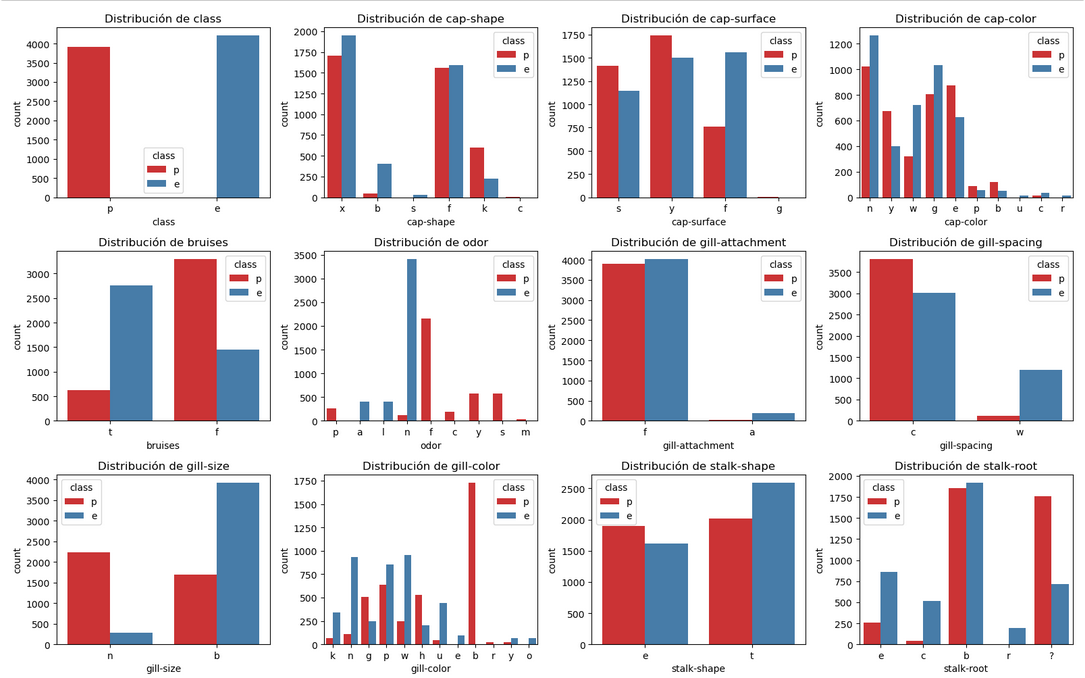 Distribución de class
4000
3500
3000
2500
2000
1500
1000
500
0
count
class
p
e
p e
class
Distribución de cap-shape
2000
1750
1500
1250
1000
750
500
250
0
count
class
p
e
x b s f k c
cap-shape
Distribución de cap-surface
1750
1500
1250
1000
750
500
250
0
count
class
p
e
s y f g
cap-surface
Distribución de cap-color
1200
1000
800
600
400
200
0
count
class
p
e
n y w g e p b u c r
cap-color
Distribución de bruises
3000
2500
2000
1500
1000
500
0
count
class
p
e
t f
bruises
Distribución de odor
3500
3000
2500
2000
1500
1000
500
0
count
class
p
e
p a l n f c y s m
odor
Distribución de gill-attachment
4000
3500
3000
2500
2000
1500
1000
500
0
count
class
p
e
f a
gill-attachment
Distribución de gill-spacing
3500
3000
2500
2000
1500
1000
500
0
count
class
p
e
c w
gill-spacing
Distribución de gill-size
4000
3500
3000
2500
2000
1500
1000
500
0
count
class
p
e
n b
gill-size
Distribución de gill-color
1750
1500
1250
1000
750
500
250
0
count
class
p
e
k n g p w h u e b r y o
gill-color
Distribución de stalk-shape
2500
2000
1500
1000
500
0
count
class
p
e
e t
stalk-shape
Distribución de stalk-root
2000
1750
1500
1250
1000
750
500
250
0
count
class
p
e
e c b r ?
stalk-root